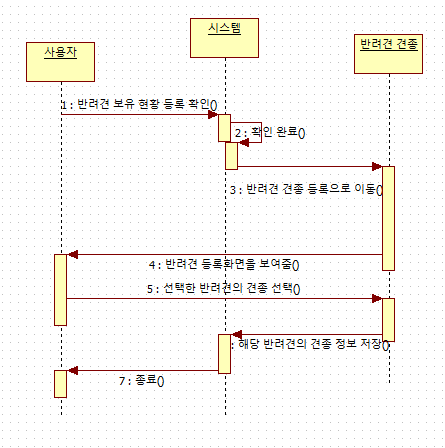 시스템
사용자
반려견 견종
1 : 반려견 보유 현황 등록 확인()
2 : 확인 완료()
3 : 반려견 견종 등록으로 이동()
4 : 반려견 등록화면을 보여줌()
5 : 선택한 반려견의 견종 선택()
: 해당 반려견의 견종 정보 저장()
7 : 종료()